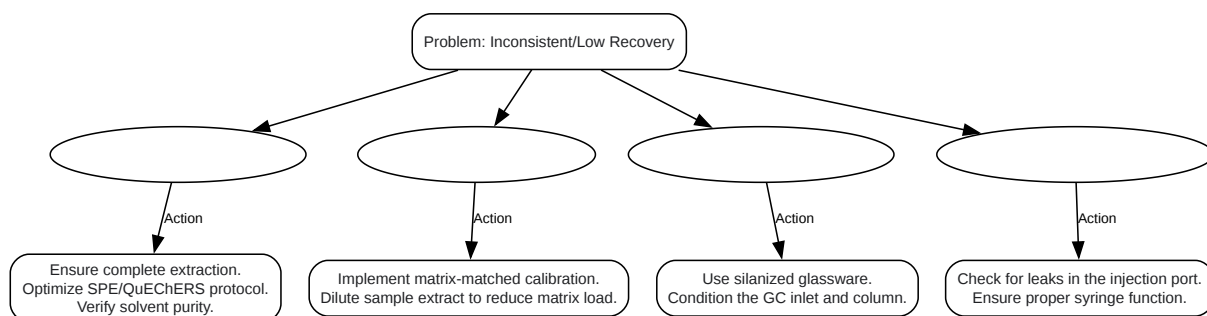 Problem: Inconsistent/Low Recovery
Action
Action
Action
Action
Ensure complete extraction.
Optimize SPE/QuEChERS protocol.
Verify solvent purity.
Implement matrix-matched calibration.
Dilute sample extract to reduce matrix load.
Use silanized glassware.
Condition the GC inlet and column.
Check for leaks in the injection port.
Ensure proper syringe function.